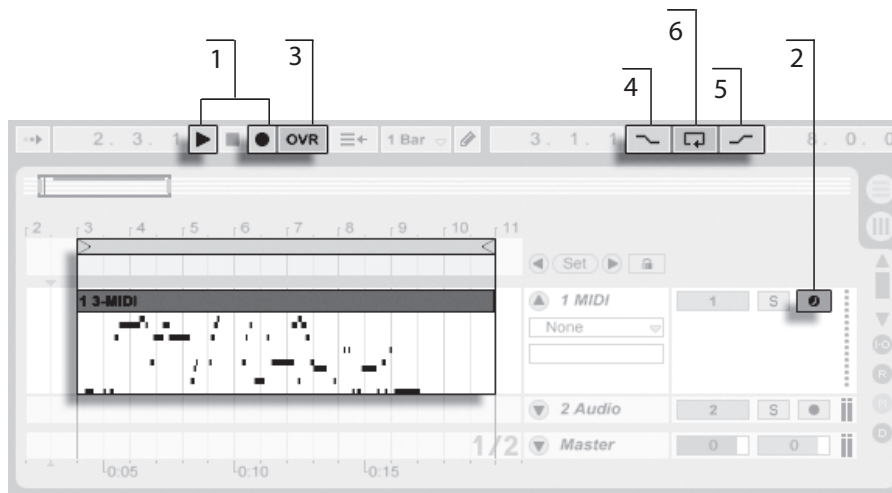 6
1 3 2
4 5
2. 3. 1 OVR 1 Bar 3. 1. 1 8. 0. 0
2 3 4 5 6 7 8 9 10 11
Set
1 3-MIDI
1 MIDI 1 S
None
I-O
R
M
D
2 Audio 2 S
1/2 Master 0 0
0:05 0:10 0:15